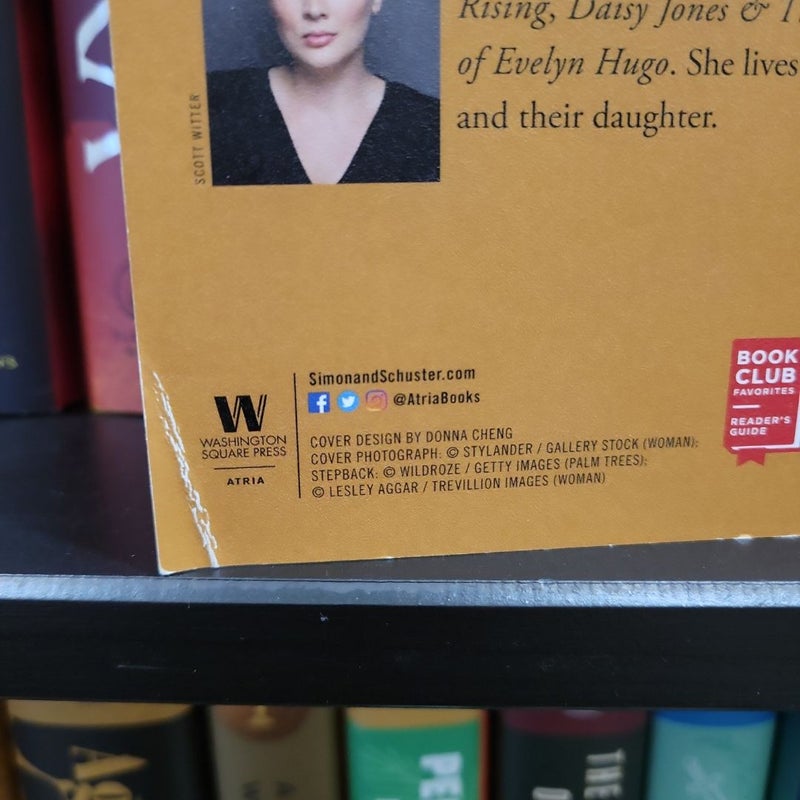 Rising, Daisy Jones &
of Evelyn Hugo. She lives
and their daughter.
SCOTT WITTER
SimonandSchuster.com
@AtriaBooks
W
WASHINGTON
SQUARE PRESS
ATRIA
COVER DESIGN BY DONNA CHENG
COVER PHOTOGRAPH: © STYLANDER / GALLERY STOCK (WOMAN);
STEPBACK: © WILDROZE / GETTY IMAGES (PALM TREES);
© LESLEY AGGAR / TREVILLION IMAGES (WOMAN)
BOOK
CLUB
FAVORITES
READER'S
GUIDE
THE